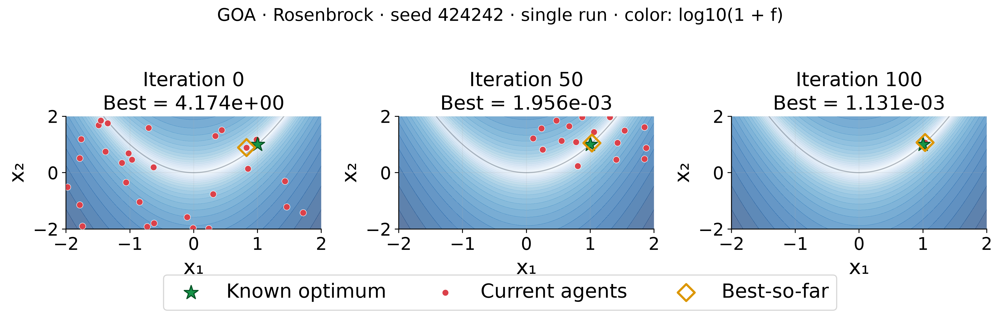 GOA · Rosenbrock · seed 424242 · single run · color: log10(1 + f)
Iteration 0
Best = 4.174e+00
2
0
−2
x₂
−2 −1 0 1 2
x₁
Iteration 50
Best = 1.956e-03
2
0
−2
x₂
−2 −1 0 1 2
x₁
Iteration 100
Best = 1.131e-03
2
0
−2
x₂
−2 −1 0 1 2
x₁
Known optimum Current agents Best-so-far